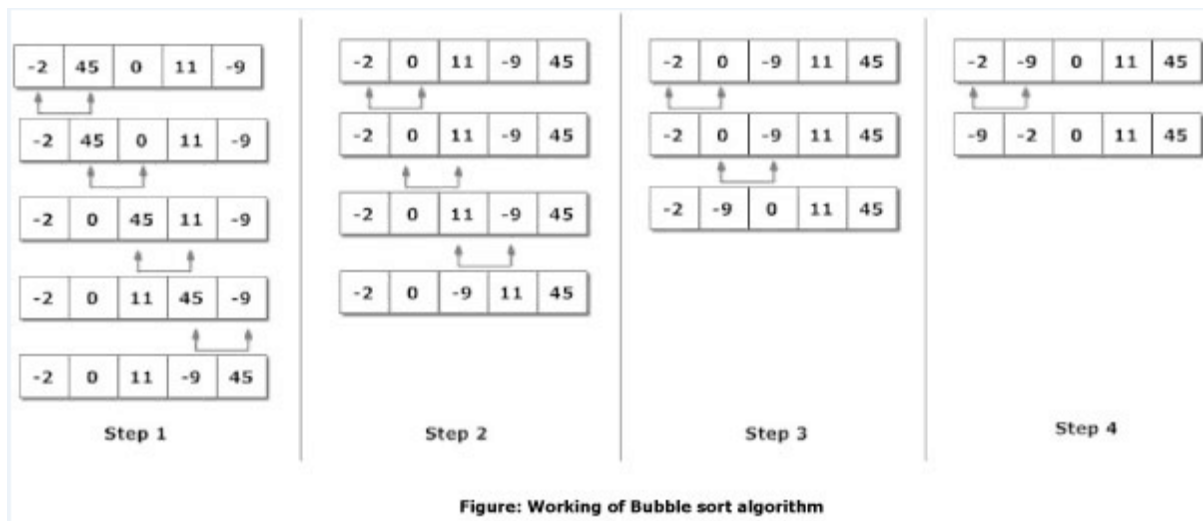 -2 45 0 11 -9
-2 45 0 11 -9
-2 0 45 11 -9
-2 0 11 45 -9
-2 0 11 -9 45
Step 1
-2 0 11 -9 45
-2 0 11 -9 45
-2 0 11 -9 45
-2 0 -9 11 45
Step 2
-2 0 -9 11 45
-2 0 -9 11 45
-2 -9 0 11 45
Step 3
-2 -9 0 11 45
-9 -2 0 11 45
Step 4
Figure: Working of Bubble sort algorithm